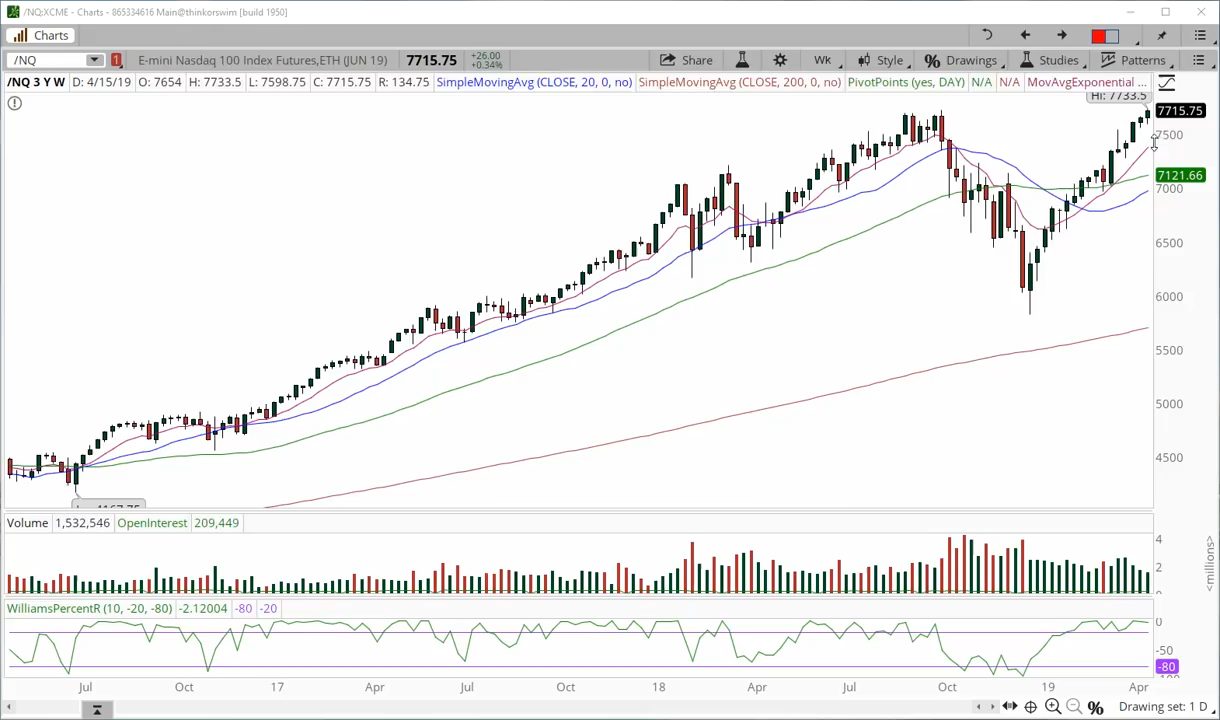 /NQ:XCME - Charts - 865334616 Main@thinkorswim [build 1950]
Charts
/NQ 1 E-mini Nasdaq 100 Index Futures,ETH (JUN 19) 7715.75 +26.00 +0.34% Share Wk Style % Drawings Studies Patterns
/NQ 3 Y W D: 4/15/19 O: 7654 H: 7733.5 L: 7598.75 C: 7715.75 R: 134.75 SimpleMovingAvg (CLOSE, 20, 0, no) SimpleMovingAvg (CLOSE, 200, 0, no) PivotPoints (yes, DAY) N/A N/A MovAvgExponential ...
Hi: 7733.5
7715.75
7500
7121.66
7000
6500
6000
5500
5000
4500
Volume 1,532,546 OpenInterest 209,449
4
2
0
<millions>
WilliamsPercentR (10, -20, -80) -2.12004 -80 -20
0
-50
-80
Jul Oct 17 Apr Jul Oct 18 Apr Jul Oct 19 Apr
% Drawing set: 1 D